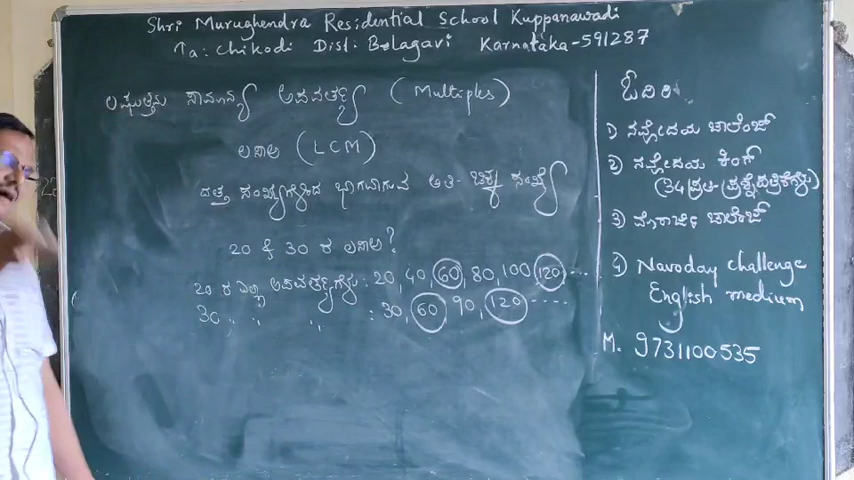 Shri Murughendra Residential School Kuppanawadi
Ta: Chikodi Dist: Belagavi Karnataka-591287
ಲಘುತ್ತಮ ಸಾಮಾನ್ಯ ಅಪವರ್ತ್ಯ (Multiples)
ಲಸಾಅ (LCM)
ದತ್ತ ಸಂಖ್ಯೆಗಳಿಂದ ಭಾಗವಾಗುವ ಅತಿ ಚಿಕ್ಕ ಸಂಖ್ಯೆ
20 ಕ್ಕೆ 30 ರ ಲಸಾಅ?
20 ರ ಎಲ್ಲಾ ಅಪವರ್ತ್ಯಗಳು : 20, 40, 60, 80, 100 120 ....
30 ,, ,, ,, : 30, 60 90, 120 ....
ಓದಿರಿ
1) ನವೋದಯ ಚಾಲೆಂಜ್
2) ನವೋದಯ ಕಿಂಗ್
(34 ಪ್ರಶ್ನೆಪತ್ರಿಕೆಗಳು)
3) ಮೊರಾರ್ಜಿ ಚಾಲೆಂಜ್
4) Navoday challenge
English medium
M. 9731100535